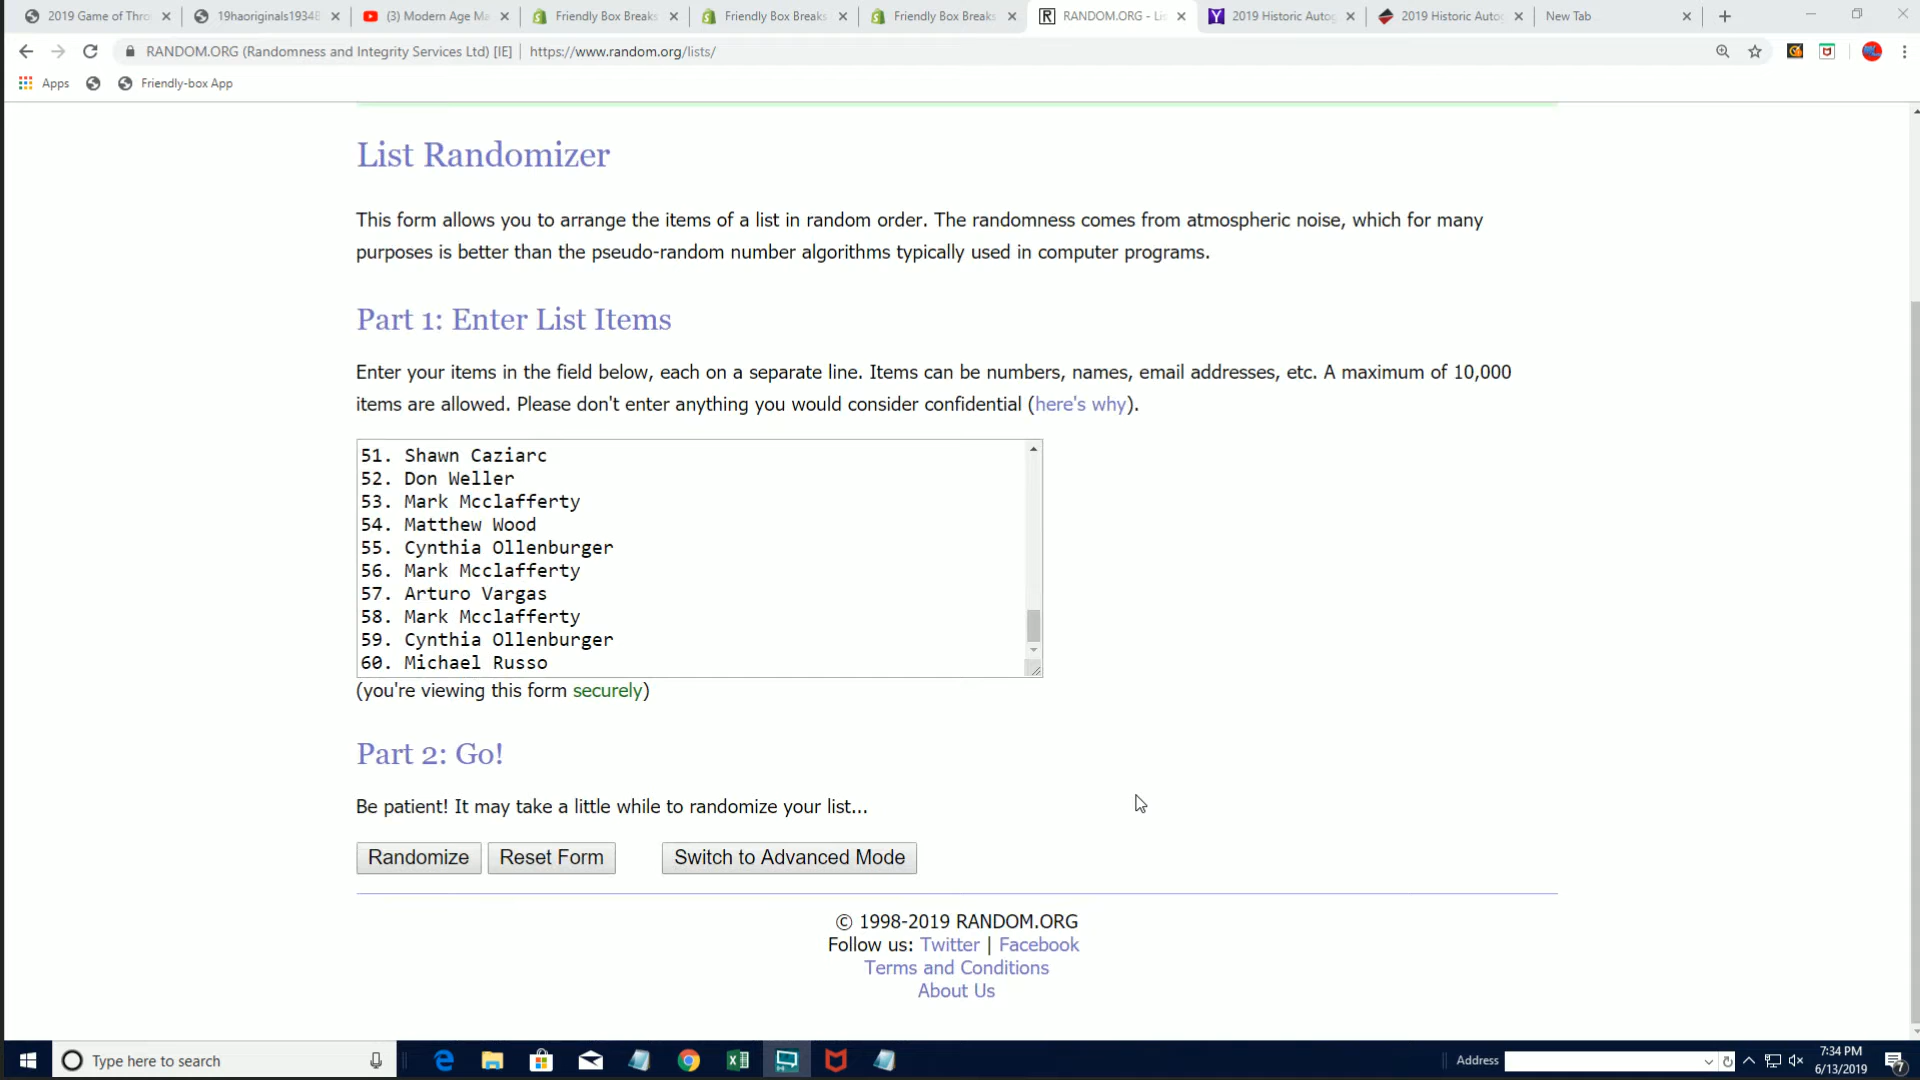 2019 Game of Thro
19haoriginals1934B
(3) Modern Age Ma
Friendly Box Breaks
Friendly Box Breaks
Friendly Box Breaks
RANDOM.ORG - Lis
2019 Historic Autog
2019 Historic Autog
New Tab
RANDOM.ORG (Randomness and Integrity Services Ltd) [IE] | https://www.random.org/lists/
Apps
Friendly-box App
List Randomizer
This form allows you to arrange the items of a list in random order. The randomness comes from atmospheric noise, which for many
purposes is better than the pseudo-random number algorithms typically used in computer programs.
Part 1: Enter List Items
Enter your items in the field below, each on a separate line. Items can be numbers, names, email addresses, etc. A maximum of 10,000
items are allowed. Please don't enter anything you would consider confidential (here's why).
51. Shawn Caziarc
52. Don Weller
53. Mark Mcclafferty
54. Matthew Wood
55. Cynthia Ollenburger
56. Mark Mcclafferty
57. Arturo Vargas
58. Mark Mcclafferty
59. Cynthia Ollenburger
60. Michael Russo
(you're viewing this form securely)
Part 2: Go!
Be patient! It may take a little while to randomize your list...
Randomize
Reset Form
Switch to Advanced Mode
© 1998-2019 RANDOM.ORG
Follow us: Twitter | Facebook
Terms and Conditions
About Us
Type here to search
Address
7:34 PM
6/13/2019
7